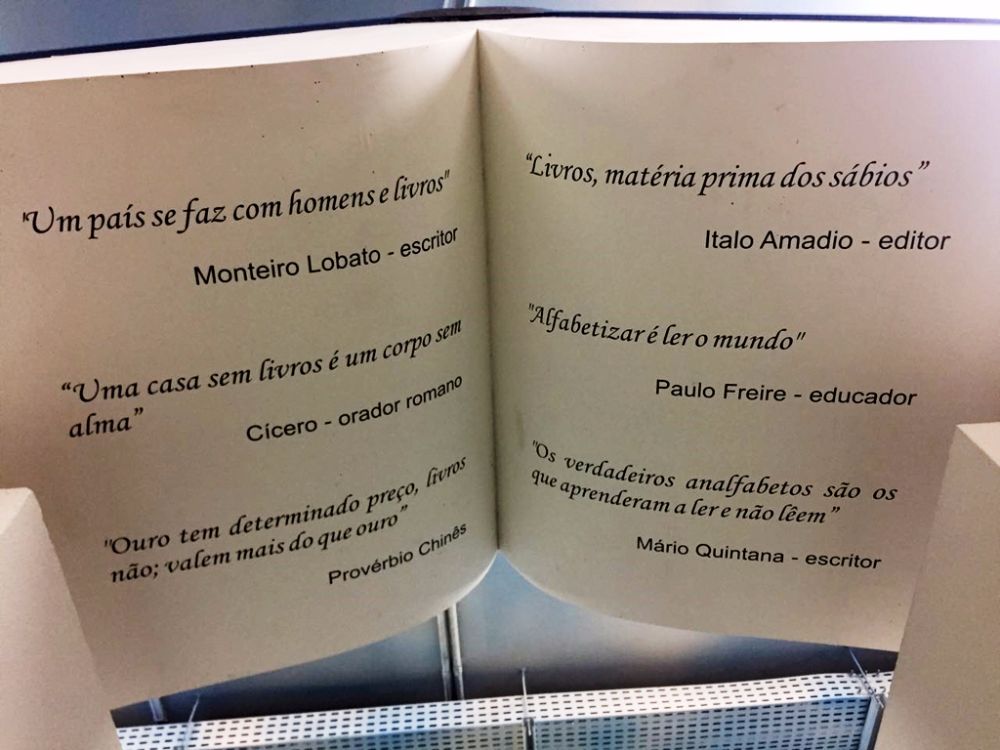 "Um país se faz com homens e livros"
Monteiro Lobato - escritor
“Uma casa sem livros é um corpo sem
alma”
Cícero - orador romano
"Ouro tem determinado preço, livros
não; valem mais do que ouro”
Provérbio Chinês
“Livros, matéria prima dos sábios”
Italo Amadio - editor
"Alfabetizar é ler o mundo"
Paulo Freire - educador
"Os verdadeiros analfabetos são os
que aprenderam a ler e não lêem”
Mário Quintana - escritor